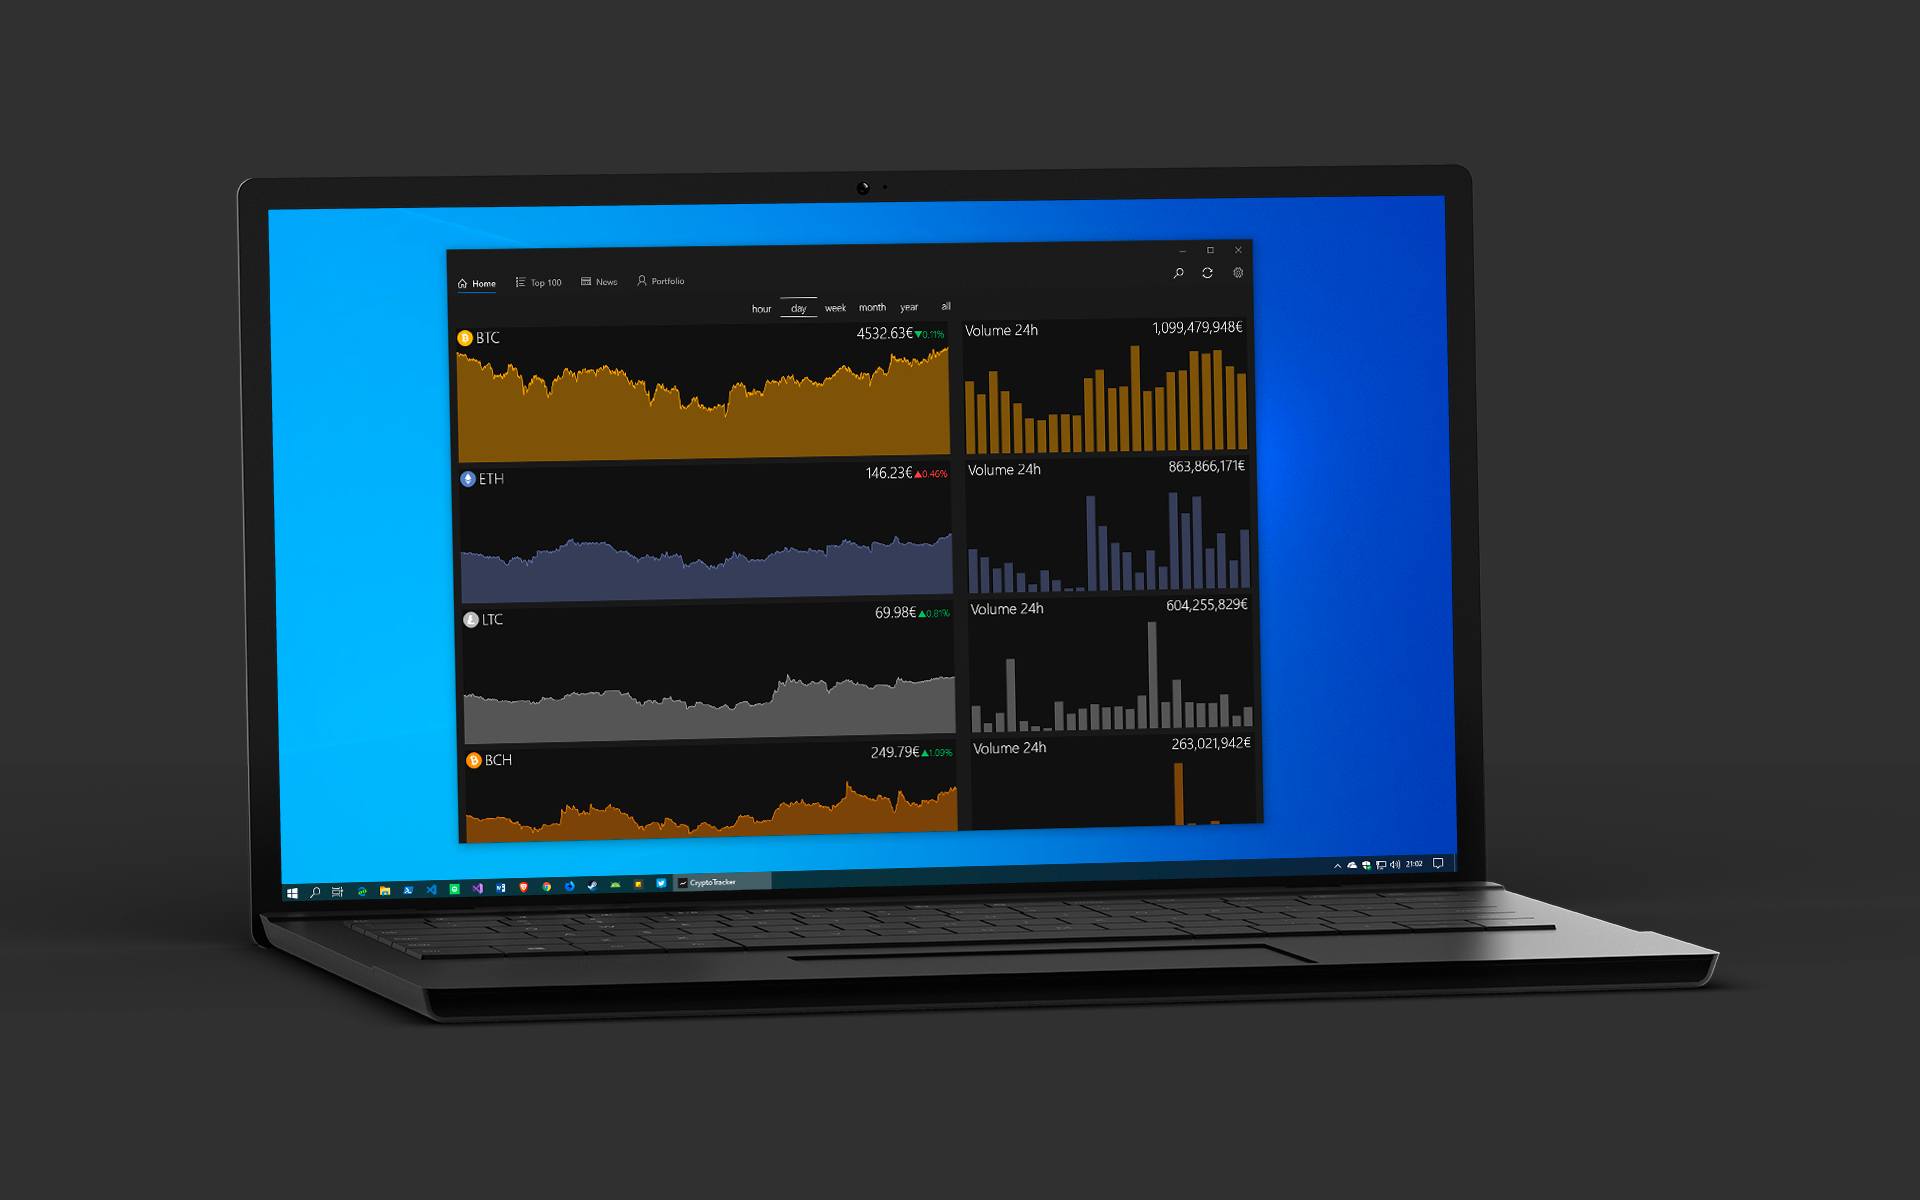 Home Top 100 News Portfolio
hour day week month year all
BTC 4532.63€ ▼0.11% Volume 24h 1,099,479,948€
ETH 146.23€ ▲0.46% Volume 24h 863,866,171€
LTC 69.98€ ▲0.81% Volume 24h 604,255,829€
BCH 249.79€ ▲1.09% Volume 24h 263,021,942€
CryptoTracker 21:02